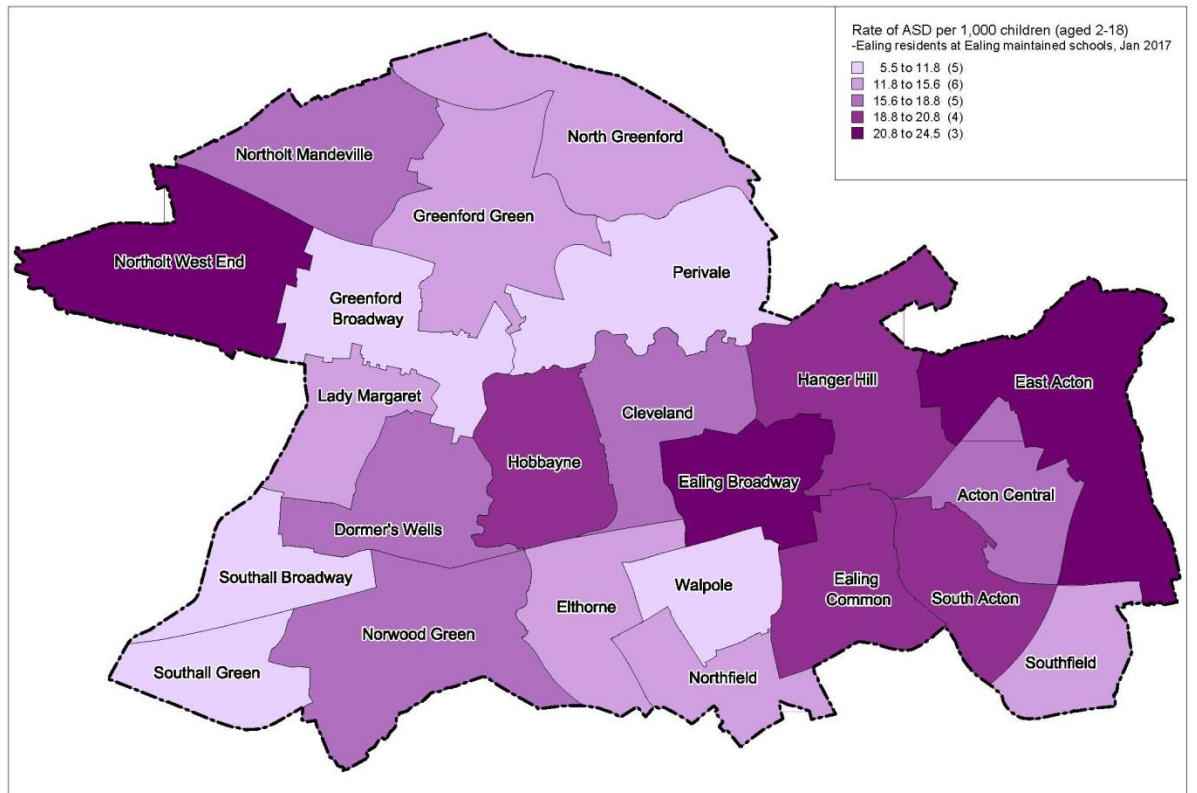 Rate of ASD per 1,000 children (aged 2-18)
-Ealing residents at Ealing maintained schools, Jan 2017
5.5 to 11.8 (5)
11.8 to 15.6 (6)
15.6 to 18.8 (5)
18.8 to 20.8 (4)
20.8 to 24.5 (3)
North Greenford
Northolt Mandeville
Greenford Green
Northolt West End
Perivale
Greenford
Broadway
Hanger Hill
East Acton
Lady Margaret
Cleveland
Hobbayne
Ealing Broadway
Acton Central
Dormer's Wells
Southall Broadway
Walpole
Ealing
Common
Elthorne
South Acton
Norwood Green
Southall Green
Northfield
Southfield